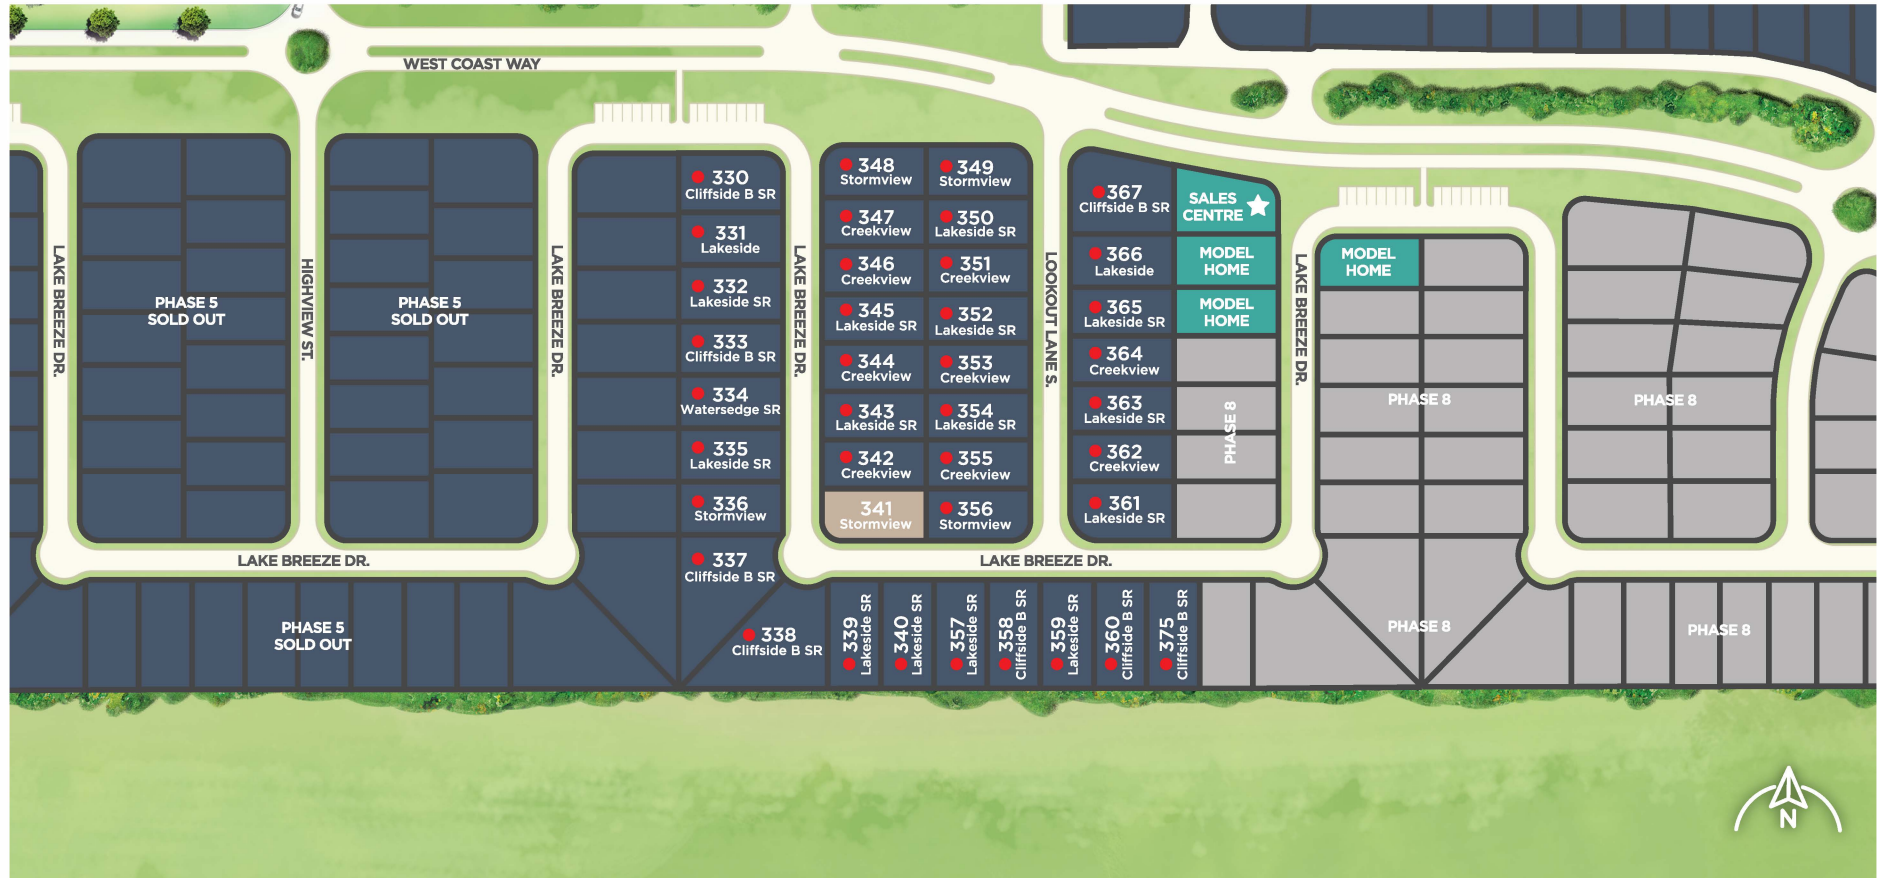 WEST COAST WAY
LAKE BREEZE DR.
PHASE 5
SOLD OUT
HIGHVIEW ST.
PHASE 5
SOLD OUT
LAKE BREEZE DR.
330
Cliffside B SR
331
Lakeside
332
Lakeside SR
333
Cliffside B SR
334
Watersedge SR
335
Lakeside SR
336
Stormview
337
Cliffside B SR
338
Cliffside B SR
LAKE BREEZE DR.
348
Stormview
347
Creekview
346
Creekview
345
Lakeside SR
344
Creekview
343
Lakeside SR
342
Creekview
341
Stormview
349
Stormview
350
Lakeside SR
351
Creekview
352
Lakeside SR
353
Creekview
354
Lakeside SR
355
Creekview
356
Stormview
LOOKOUT LANE S.
367
Cliffside B SR
366
Lakeside
365
Lakeside SR
364
Creekview
363
Lakeside SR
362
Creekview
361
Lakeside SR
SALES
CENTRE
MODEL
HOME
MODEL
HOME
PHASE 8
LAKE BREEZE DR.
MODEL
HOME
PHASE 8
PHASE 8
LAKE BREEZE DR.
LAKE BREEZE DR.
PHASE 5
SOLD OUT
339
Lakeside SR
340
Lakeside SR
357
Lakeside SR
358
Cliffside B SR
359
Lakeside SR
360
Cliffside B SR
375
Cliffside B SR
PHASE 8
PHASE 8
N